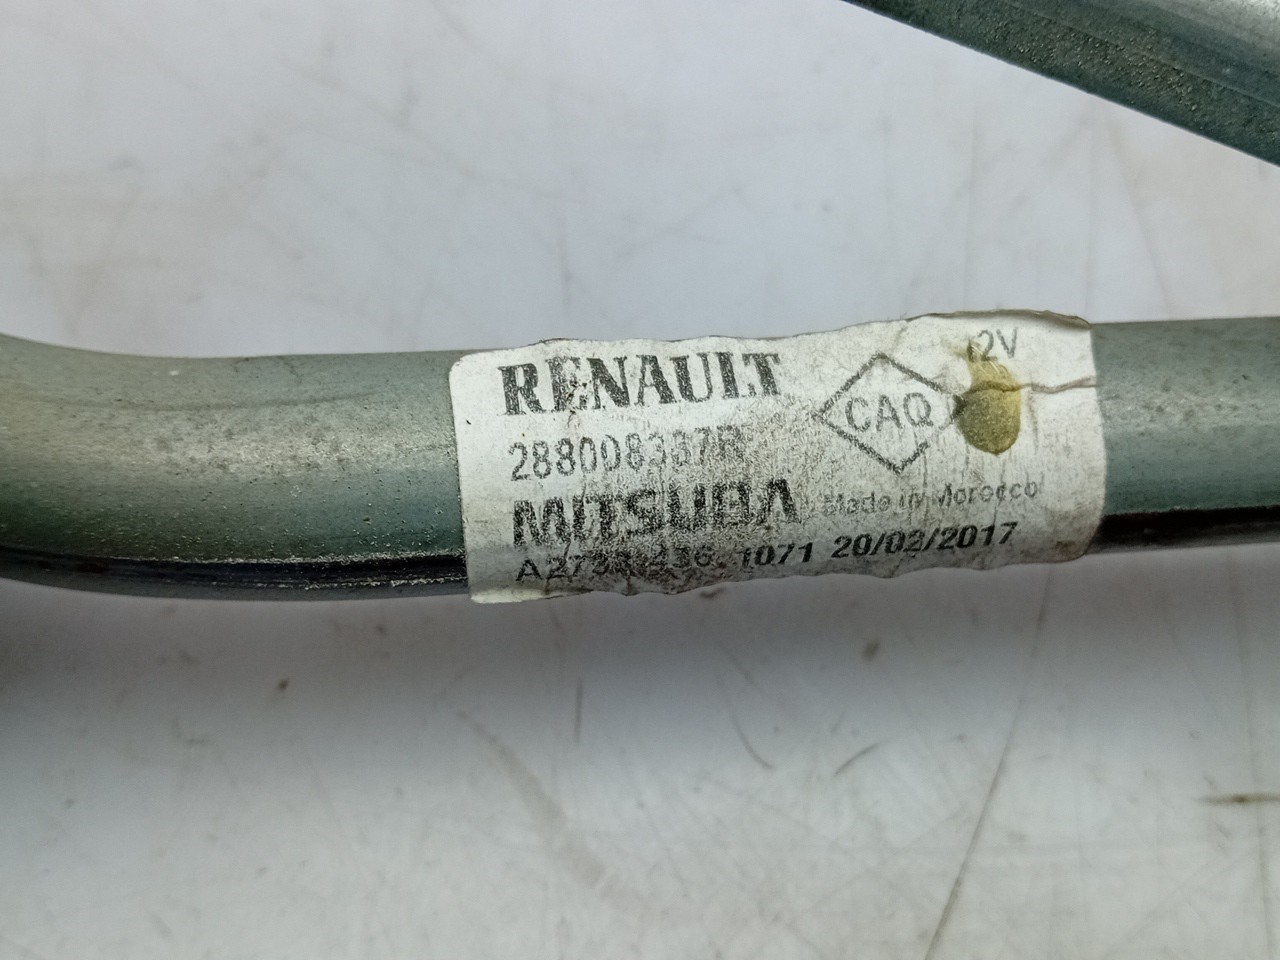 RENAULT
12V
CAQ
288008337R
MITSUBA Made in Morocco
1071 20/02/2017